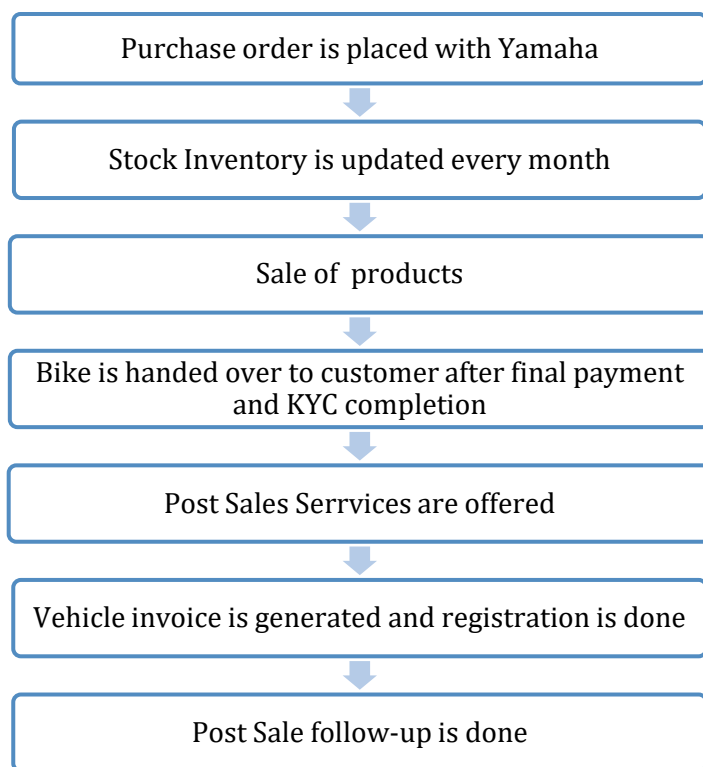 Purchase order is placed with Yamaha
Stock Inventory is updated every month
Sale of  products
Bike is handed over to customer after final payment
and KYC completion
Post Sales Serrvices are offered
Vehicle invoice is generated and registration is done
Post Sale follow-up is done